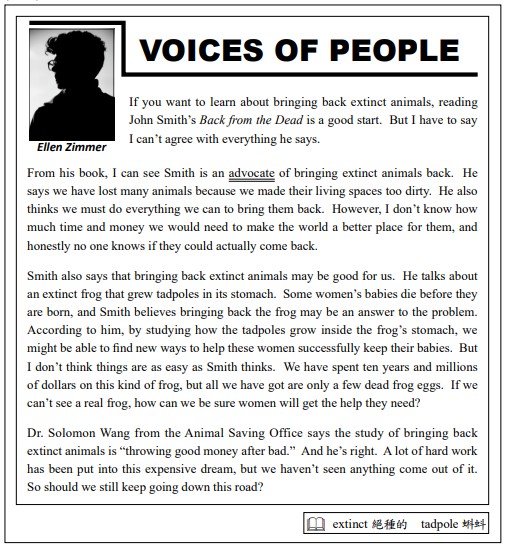 VOICES OF PEOPLE
Ellen Zimmer
If you want to learn about bringing back extinct animals, reading
John Smith's Back from the Dead is a good start. But I have to say
I can't agree with everything he says.
From his book, I can see Smith is an advocate of bringing extinct animals back. He
says we have lost many animals because we made their living spaces too dirty. He also
thinks we must do everything we can to bring them back. However, I don't know how
much time and money we would need to make the world a better place for them, and
honestly no one knows if they could actually come back.
Smith also says that bringing back extinct animals may be good for us. He talks about
an extinct frog that grew tadpoles in its stomach. Some women's babies die before they
are born, and Smith believes bringing back the frog may be an answer to the problem.
According to him, by studying how the tadpoles grow inside the frog's stomach, we
might be able to find new ways to help these women successfully keep their babies. But
I don't think things are as easy as Smith thinks. We have spent ten years and millions
of dollars on this kind of frog, but all we have got are only a few dead frog eggs. If we
can't see a real frog, how can we be sure women will get the help they need?
Dr. Solomon Wang from the Animal Saving Office says the study of bringing back
extinct animals is “throwing good money after bad.” And he's right. A lot of hard work
has been put into this expensive dream, but we haven't seen anything come out of it.
So should we still keep going down this road?
extinct 絕種的 tadpole 蝌蚪